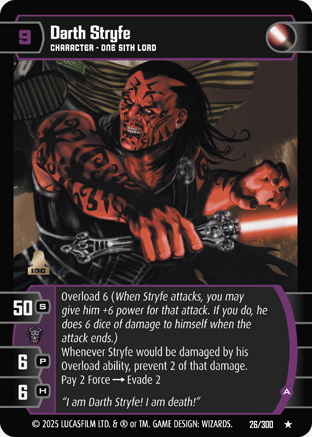 9
Darth Stryfe
CHARACTER - ONE SITH LORD
IDC
50 S
6 P
6 H
Overload 6 (When Stryfe attacks, you may
give him +6 power for that attack. If you do, he
does 6 dice of damage to himself when the
attack ends.)
Whenever Stryfe would be damaged by his
Overload ability, prevent 2 of that damage.
Pay 2 Force → Evade 2
A
"I am Darth Stryfe! I am death!"
© 2025 LUCASFILM LTD. & ® or TM. GAME DESIGN: WIZARDS.
26/300 ★